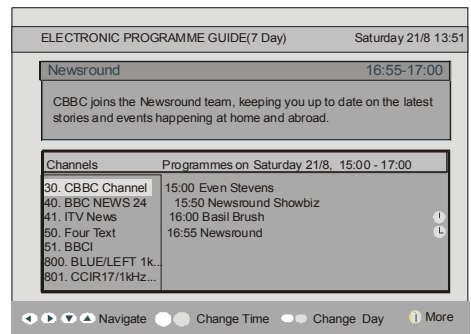 ELECTRONIC PROGRAMME GUIDE(7 Day) Saturday 21/8 13:51
Newsround 16:55-17:00
CBBC joins the Newsround team, keeping you up to date on the latest
stories and events happening at home and abroad.
Channels Programmes on Saturday 21/8, 15:00 - 17:00
30. CBBC Channel 15:00 Even Stevens
40. BBC NEWS 24 15:50 Newsround Showbiz
41. ITV News 16:00 Basil Brush
50. Four Text 16:55 Newsround
51. BBCI
800. BLUE/LEFT 1k...
801. CCIR17/1kHz...
Navigate Change Time Change Day i More